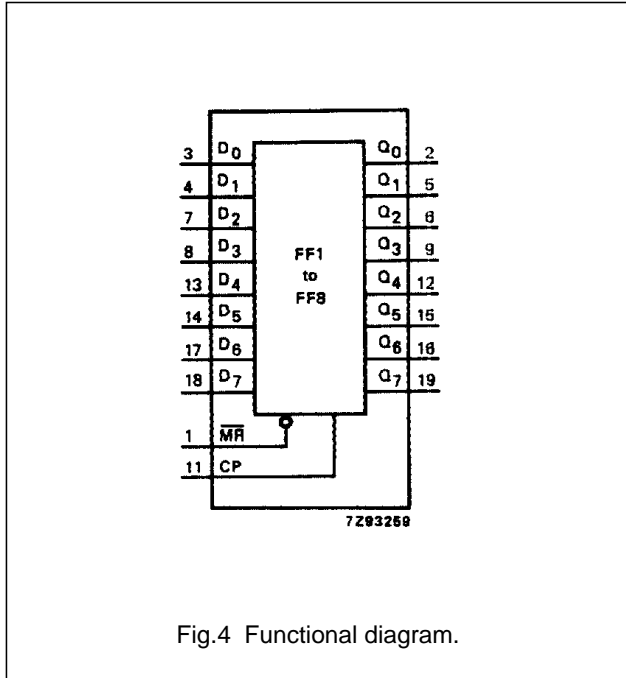 3 D0 Q0 2
4 D1 Q1 5
7 D2 Q2 6
8 D3 Q3 9
FF1
to
FF8
13 D4 Q4 12
14 D5 Q5 15
17 D6 Q6 16
18 D7 Q7 19
1 M̅R̅
11 CP
7Z93259
Fig.4 Functional diagram.